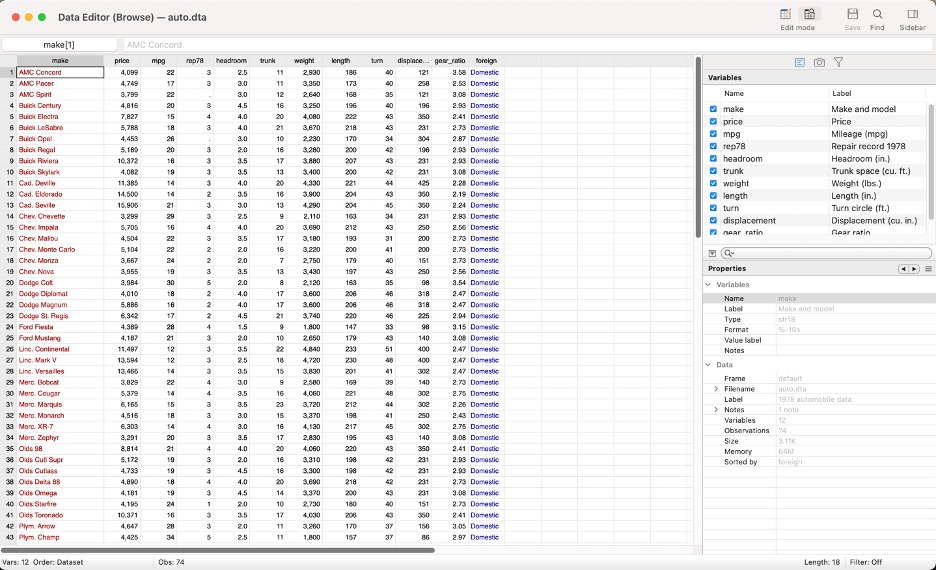 Data Editor (Browse) — auto.dta
Edit mode Save Find Sidebar
make[1] AMC Concord
make price mpg rep78 headroom trunk weight length turn displace... gear_ratio foreign
1 AMC Concord 4,099 22 3 2.5 11 2,930 186 40 121 3.58 Domestic
2 AMC Pacer 4,749 17 3 3.0 11 3,350 173 40 258 2.53 Domestic
3 AMC Spirit 3,799 22 . 3.0 12 2,640 168 35 121 3.08 Domestic
4 Buick Century 4,816 20 3 4.5 16 3,250 196 40 196 2.93 Domestic
5 Buick Electra 7,827 15 4 4.0 20 4,080 222 43 350 2.41 Domestic
6 Buick LeSabre 5,788 18 3 4.0 21 3,670 218 43 231 2.73 Domestic
7 Buick Opel 4,453 26 . 3.0 10 2,230 170 34 304 2.87 Domestic
8 Buick Regal 5,189 20 3 2.0 16 3,280 200 42 196 2.93 Domestic
9 Buick Riviera 10,372 16 3 3.5 17 3,880 207 43 231 2.93 Domestic
10 Buick Skylark 4,082 19 3 3.5 13 3,400 200 42 231 3.08 Domestic
11 Cad. Deville 11,385 14 3 4.0 20 4,330 221 44 425 2.28 Domestic
12 Cad. Eldorado 14,500 14 2 3.5 16 3,900 204 43 350 2.19 Domestic
13 Cad. Seville 15,906 21 3 3.0 13 4,290 204 45 350 2.24 Domestic
14 Chev. Chevette 3,299 29 3 2.5 9 2,110 163 34 231 2.93 Domestic
15 Chev. Impala 5,705 16 4 4.0 20 3,690 212 43 250 2.56 Domestic
16 Chev. Malibu 4,504 22 3 3.5 17 3,180 193 31 200 2.73 Domestic
17 Chev. Monte Carlo 5,104 22 2 2.0 16 3,220 200 41 200 2.73 Domestic
18 Chev. Monza 3,667 24 2 2.0 7 2,750 179 40 151 2.73 Domestic
19 Chev. Nova 3,955 19 3 3.5 13 3,430 197 43 250 2.56 Domestic
20 Dodge Colt 3,984 30 5 2.0 8 2,120 163 35 98 3.54 Domestic
21 Dodge Diplomat 4,010 18 2 4.0 17 3,600 206 46 318 2.47 Domestic
22 Dodge Magnum 5,886 16 2 4.0 17 3,600 206 46 318 2.47 Domestic
23 Dodge St. Regis 6,342 17 2 4.5 21 3,740 220 46 225 2.94 Domestic
24 Ford Fiesta 4,389 28 4 1.5 9 1,800 147 33 98 3.15 Domestic
25 Ford Mustang 4,187 21 3 2.0 10 2,650 179 43 140 3.08 Domestic
26 Linc. Continental 11,497 12 3 3.5 22 4,840 233 51 400 2.47 Domestic
27 Linc. Mark V 13,594 12 3 2.5 18 4,720 230 48 400 2.47 Domestic
28 Linc. Versailles 13,466 14 3 3.5 15 3,830 201 41 302 2.47 Domestic
29 Merc. Bobcat 3,829 22 4 3.0 9 2,580 169 39 140 2.73 Domestic
30 Merc. Cougar 5,379 14 4 3.5 16 4,060 221 48 302 2.75 Domestic
31 Merc. Marquis 6,165 15 3 3.5 23 3,720 212 44 302 2.26 Domestic
32 Merc. Monarch 4,516 18 3 3.0 15 3,370 198 41 250 2.43 Domestic
33 Merc. XR-7 6,303 14 4 3.0 16 4,130 217 45 302 2.75 Domestic
34 Merc. Zephyr 3,291 20 3 3.5 17 2,830 195 43 140 3.08 Domestic
35 Olds 98 8,814 21 4 4.0 20 4,060 220 43 350 2.41 Domestic
36 Olds Cutl Supr 5,172 19 3 2.0 16 3,310 198 42 231 2.93 Domestic
37 Olds Cutlass 4,733 19 3 4.5 16 3,300 198 42 231 2.93 Domestic
38 Olds Delta 88 4,890 18 4 4.0 20 3,690 218 42 231 2.73 Domestic
39 Olds Omega 4,181 19 3 4.5 14 3,370 200 43 231 3.08 Domestic
40 Olds Starfire 4,195 24 1 2.0 10 2,730 180 40 151 2.73 Domestic
41 Olds Toronado 10,371 16 3 3.5 17 4,030 206 43 350 2.41 Domestic
42 Plym. Arrow 4,647 28 3 2.0 11 3,260 170 37 156 3.05 Domestic
43 Plym. Champ 4,425 34 5 2.5 11 1,800 157 37 86 2.97 Domestic
Variables
Name Label
make Make and model
price Price
mpg Mileage (mpg)
rep78 Repair record 1978
headroom Headroom (in.)
trunk Trunk space (cu. ft.)
weight Weight (lbs.)
length Length (in.)
turn Turn circle (ft.)
displacement Displacement (cu. in.)
gear_ratio Gear ratio
Properties
Variables
Name make
Label Make and model
Type str18
Format %-18s
Value label
Notes
Data
Frame default
Filename auto.dta
Label 1978 automobile data
Notes 1 note
Variables 12
Observations 74
Size 3.11K
Memory 64M
Sorted by foreign
Vars: 12 Order: Dataset Obs: 74 Length: 18 Filter: Off